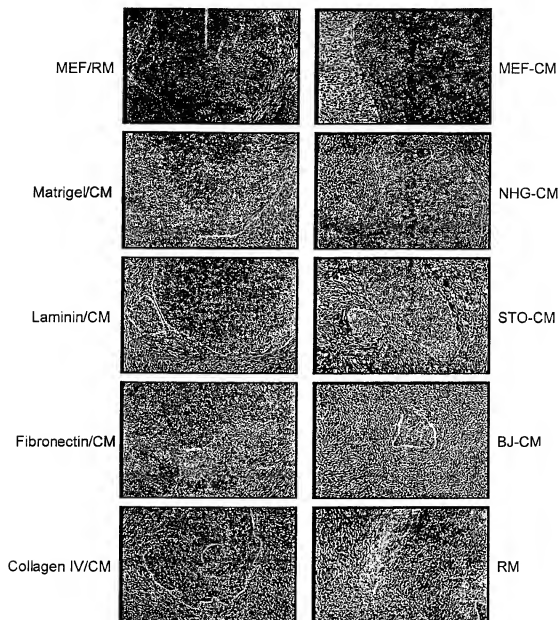 MEF/RM
MEF-CM
Matrigel/CM
NHG-CM
Laminin/CM
STO-CM
Fibronectin/CM
BJ-CM
Collagen IV/CM
RM